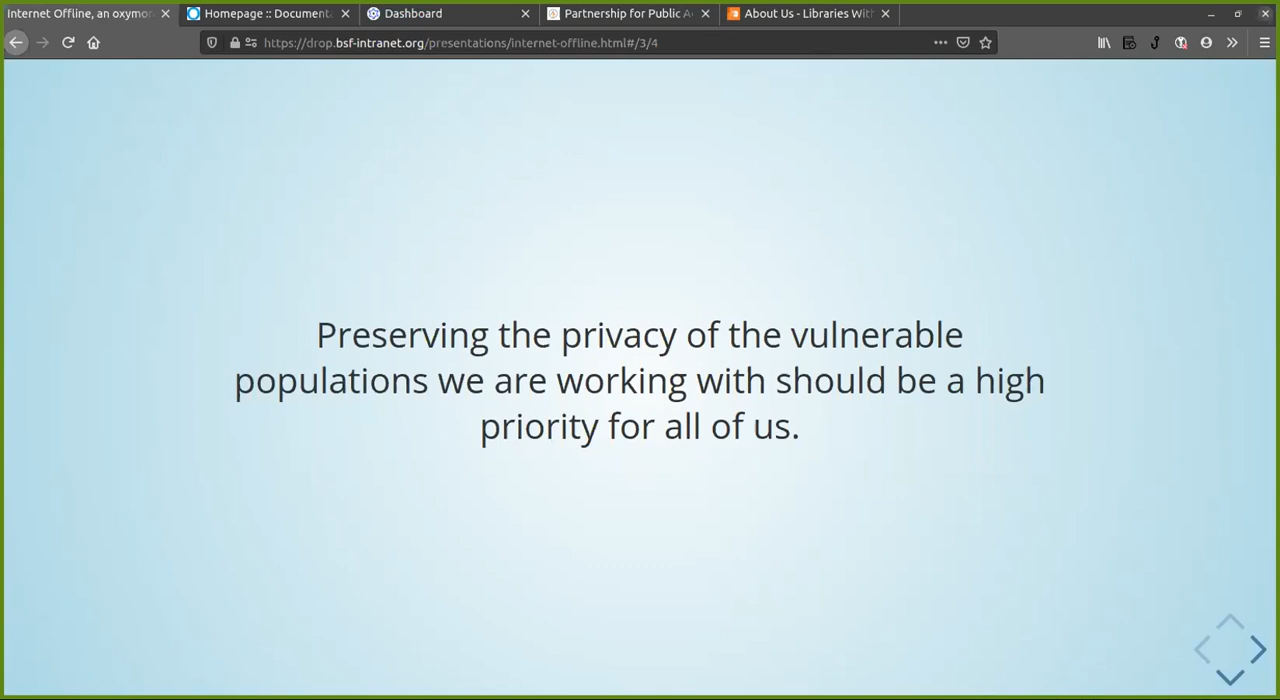 Internet Offline, an oxymo
Homepage :: Documenta
Dashboard
Partnership for Public A
About Us - Libraries With
https://drop.bsf-intranet.org/presentations/internet-offline.html#/3/4
Preserving the privacy of the vulnerable
populations we are working with should be a high
priority for all of us.